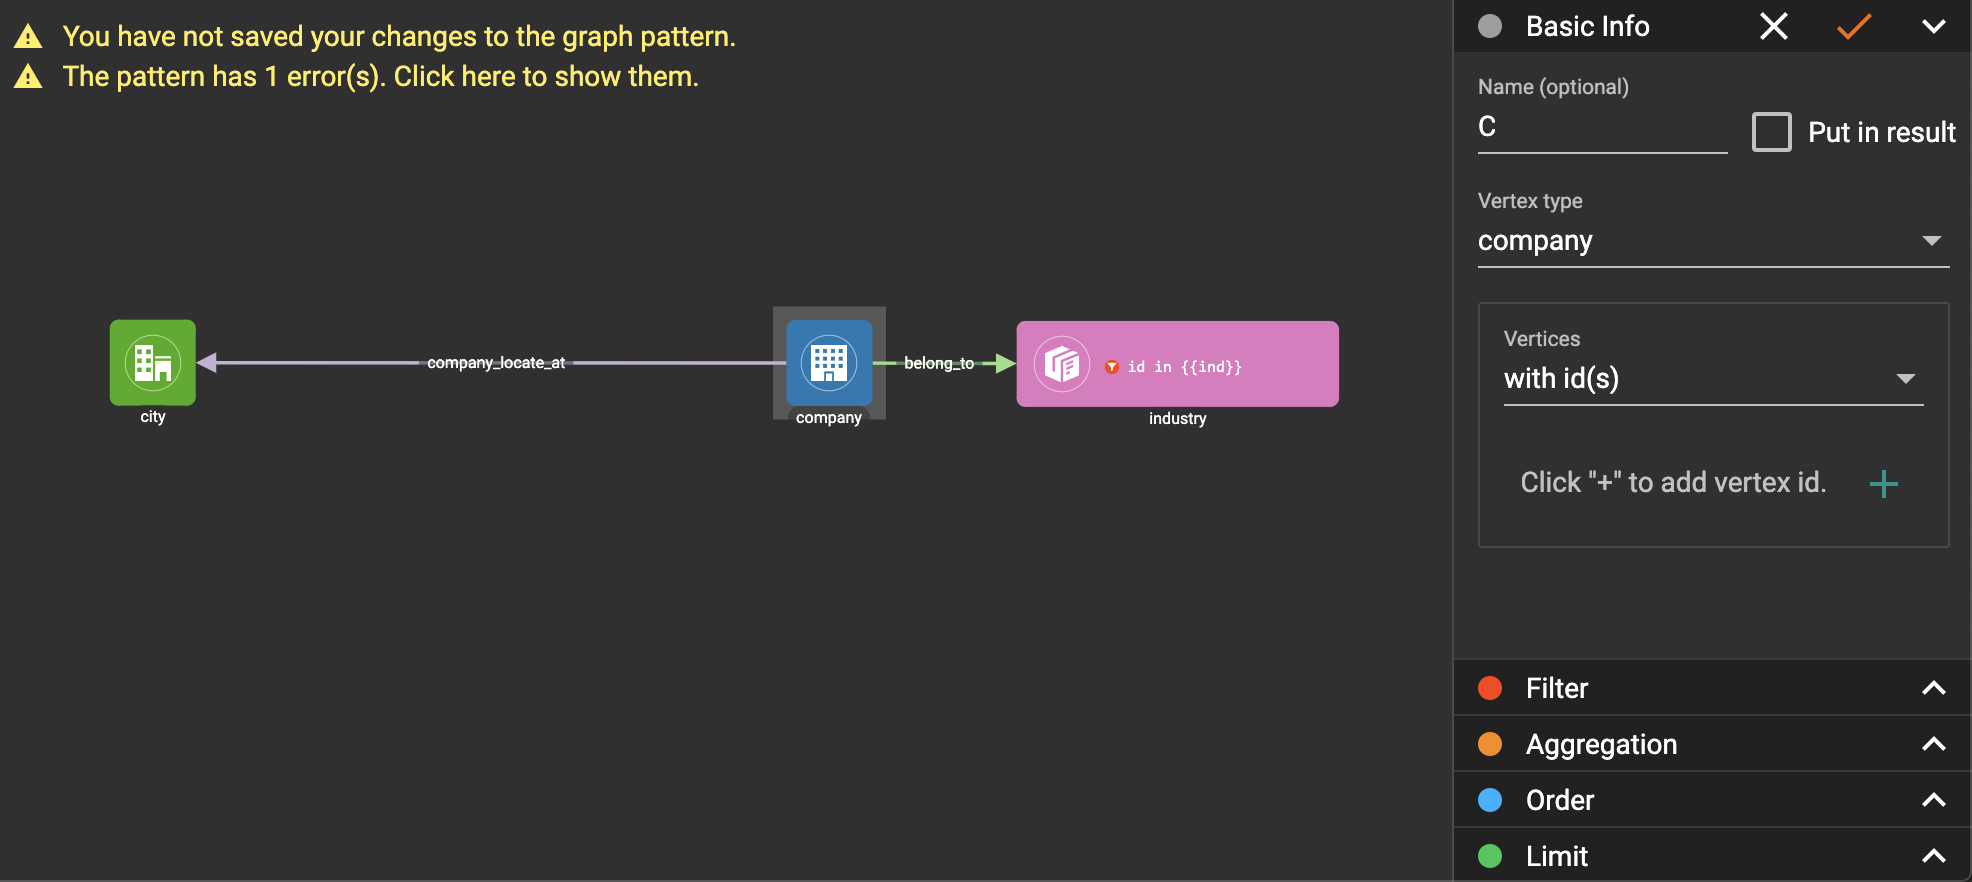 You have not saved your changes to the graph pattern.
The pattern has 1 error(s). Click here to show them.
city
company_locate_at
company
belong_to
id in {{ind}}
industry
Basic Info
Name (optional)
C
Put in result
Vertex type
company
Vertices
with id(s)
Click "+" to add vertex id.
Filter
Aggregation
Order
Limit